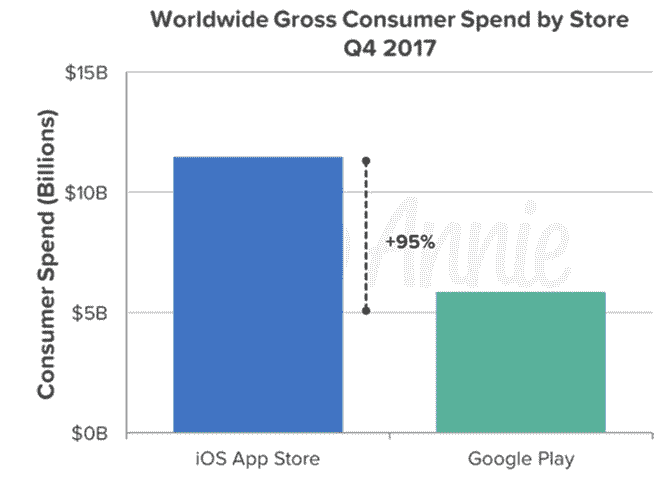 Worldwide Gross Consumer Spend by Store
Q4 2017
Consumer Spend (Billions)
$15B
$10B
$5B
$0B
+95%
Annie
iOS App Store
Google Play